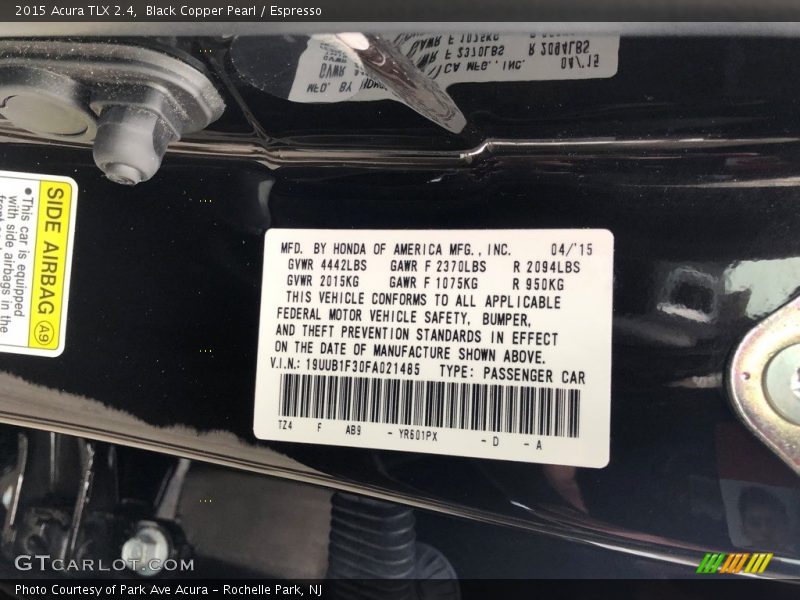 2015 Acura TLX 2.4, Black Copper Pearl / Espresso
SIDE AIRBAG A9
• This car is equipped
with side airbags in the
MFD. BY HONDA OF AMERICA MFG., INC. 04/'15
GVWR 4442LBS GAWR F 2370LBS R 2094LBS
GVWR 2015KG GAWR F 1075KG R 950KG
THIS VEHICLE CONFORMS TO ALL APPLICABLE
FEDERAL MOTOR VEHICLE SAFETY, BUMPER,
AND THEFT PREVENTION STANDARDS IN EFFECT
ON THE DATE OF MANUFACTURE SHOWN ABOVE.
V.I.N.: 19UUB1F30FA021485 TYPE: PASSENGER CAR
TZ4 F AB9 - YR601PX - D - A
GTCARLOT.COM
Photo Courtesy of Park Ave Acura - Rochelle Park, NJ